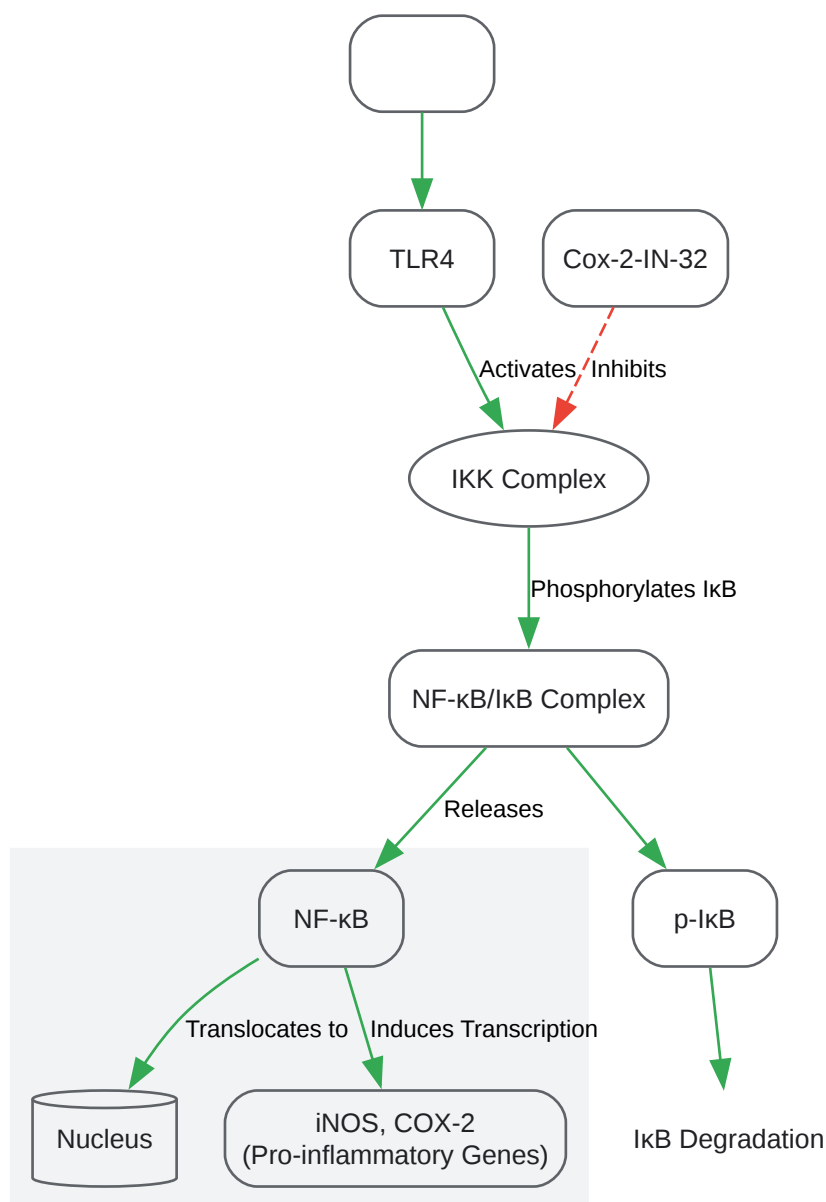 TLR4
Cox-2-IN-32
Activates
Inhibits
IKK Complex
Phosphorylates IκB
NF-κB/IκB Complex
Releases
NF-κB
p-IκB
Translocates to
Induces Transcription
Nucleus
iNOS, COX-2
(Pro-inflammatory Genes)
IκB Degradation